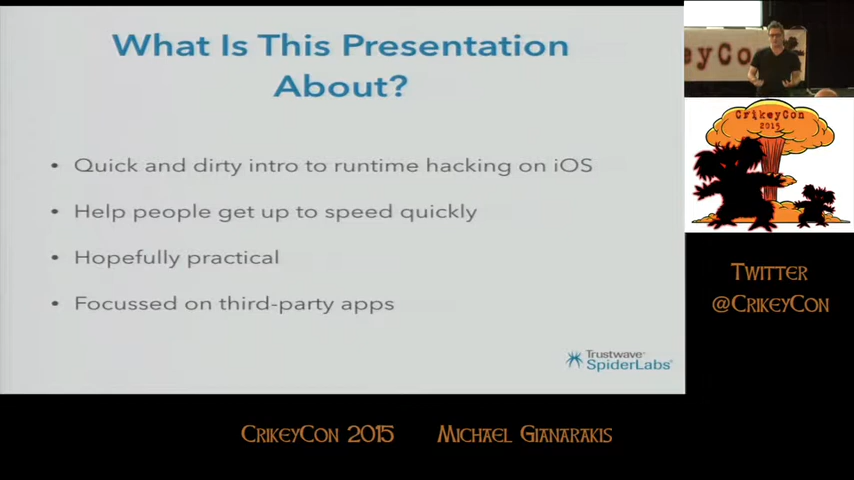 What Is This Presentation
About?
• Quick and dirty intro to runtime hacking on iOS
• Help people get up to speed quickly
• Hopefully practical
• Focussed on third-party apps
Trustwave
SpiderLabs
eyCo
CrikeyCon
2015
Twitter
@CrikeyCon
CrikeyCon 2015 Michael Gianarakis